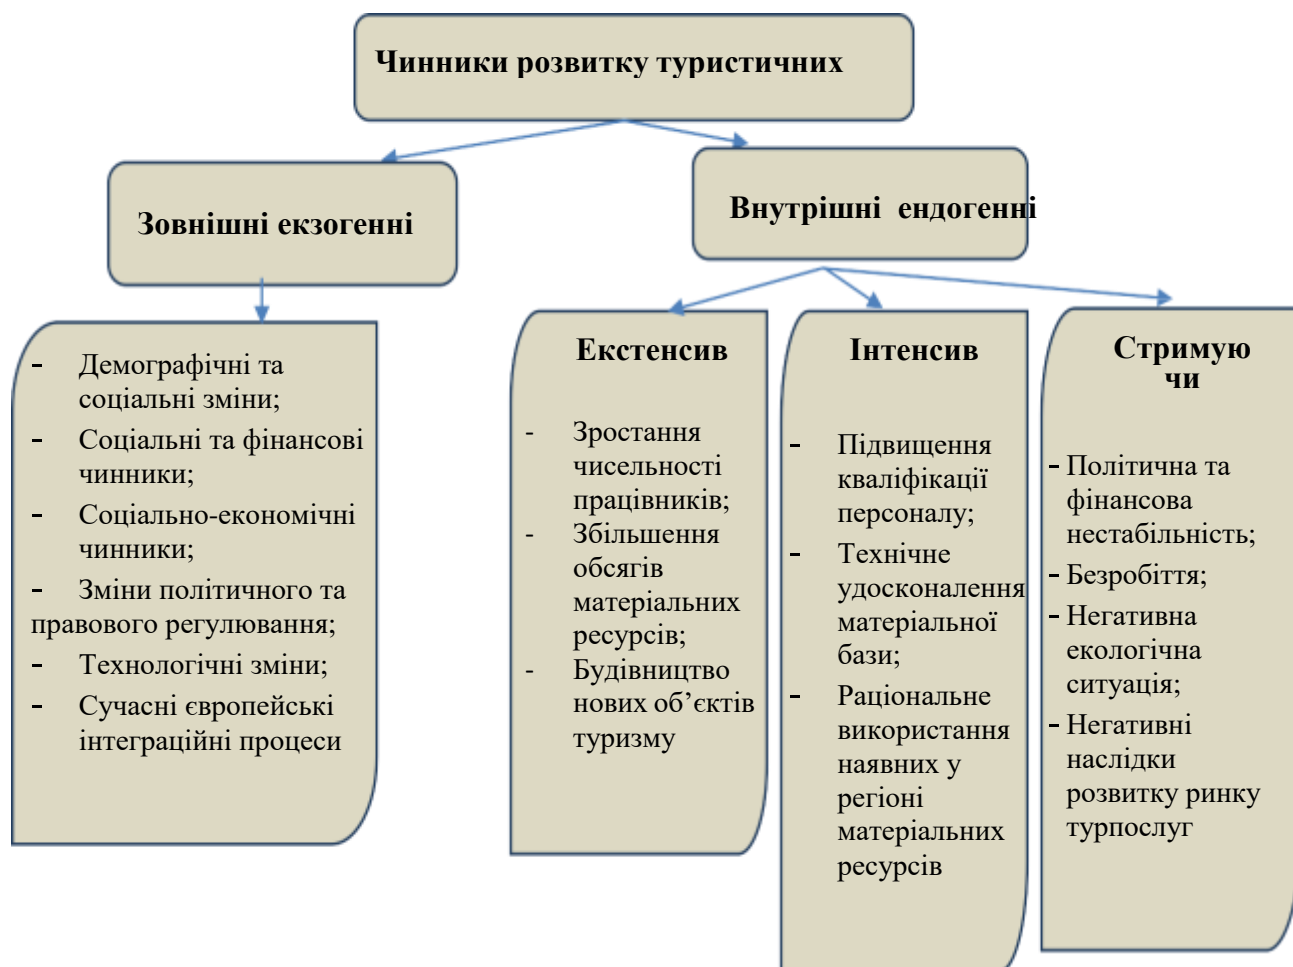 Чинники розвитку туристичних
Зовнішні екзогенні
Внутрішні ендогенні
- Демографічні та
соціальні зміни;
- Соціальні та фінансові
чинники;
- Соціально-економічні
чинники;
- Зміни політичного та
правового регулювання;
- Технологічні зміни;
- Сучасні європейські
інтеграційні процеси
Екстенсив
- Зростання
чисельності
працівників;
- Збільшення
обсягів
матеріальних
ресурсів;
- Будівництво
нових об’єктів
туризму
Інтенсив
- Підвищення
кваліфікації
персоналу;
- Технічне
удосконалення
матеріальної
бази;
- Раціональне
використання
наявних у
регіоні
матеріальних
ресурсів
Стримую
чи
- Політична та
фінансова
нестабільність;
- Безробіття;
- Негативна
екологічна
ситуація;
- Негативні
наслідки
розвитку ринку
турпослуг